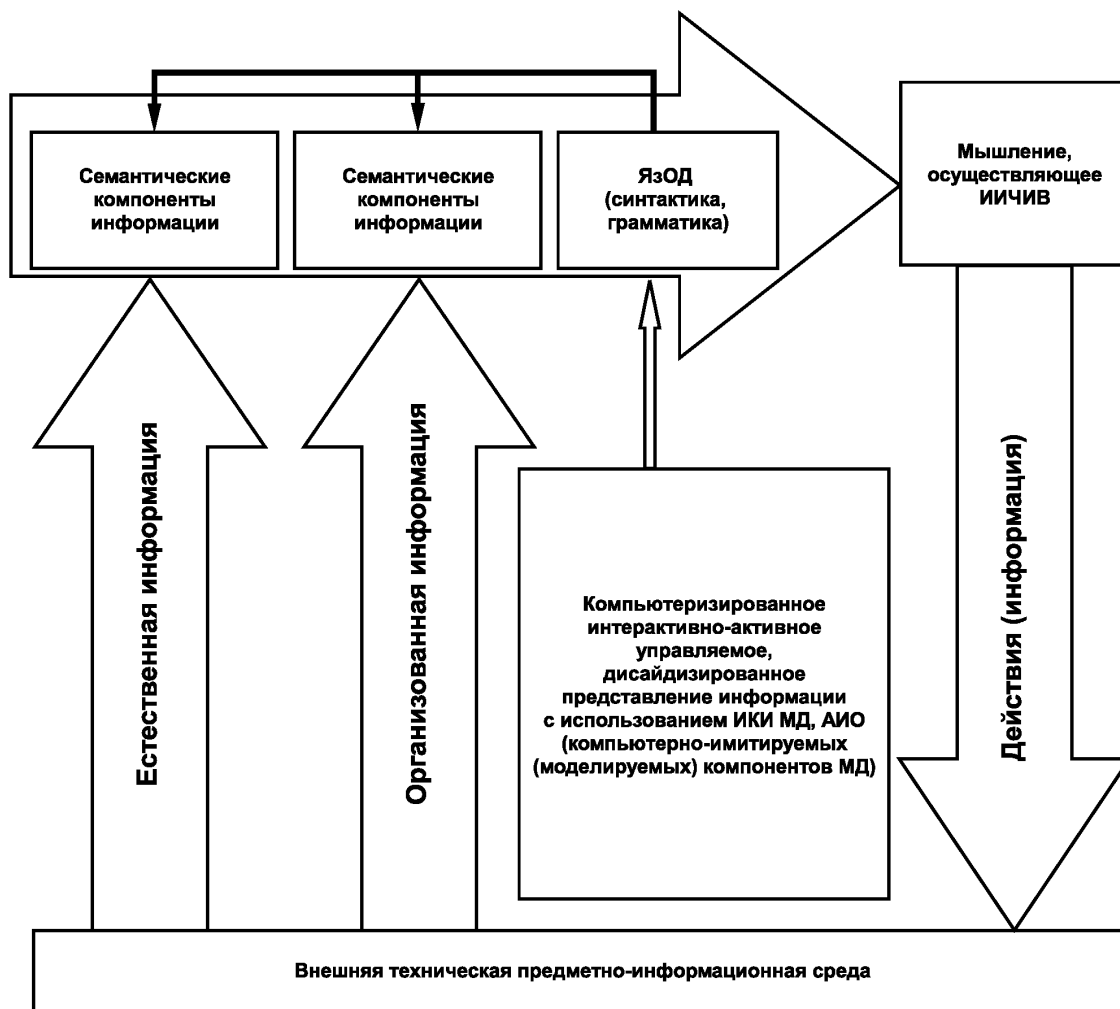 Семантические
компоненты
информации
Семантические
компоненты
информации
ЯзОД
(синтактика,
грамматика)
Мышление,
осуществляющее
ИИЧИВ
Естественная информация
Организованная информация
Компьютеризированное
интерактивно-активное
управляемое,
дисайдизированное
представление информации
с использованием ИКИ МД, АИО
(компьютерно-имитируемых
(моделируемых) компонентов МД)
Действия (информация)
Внешняя техническая предметно-информационная среда